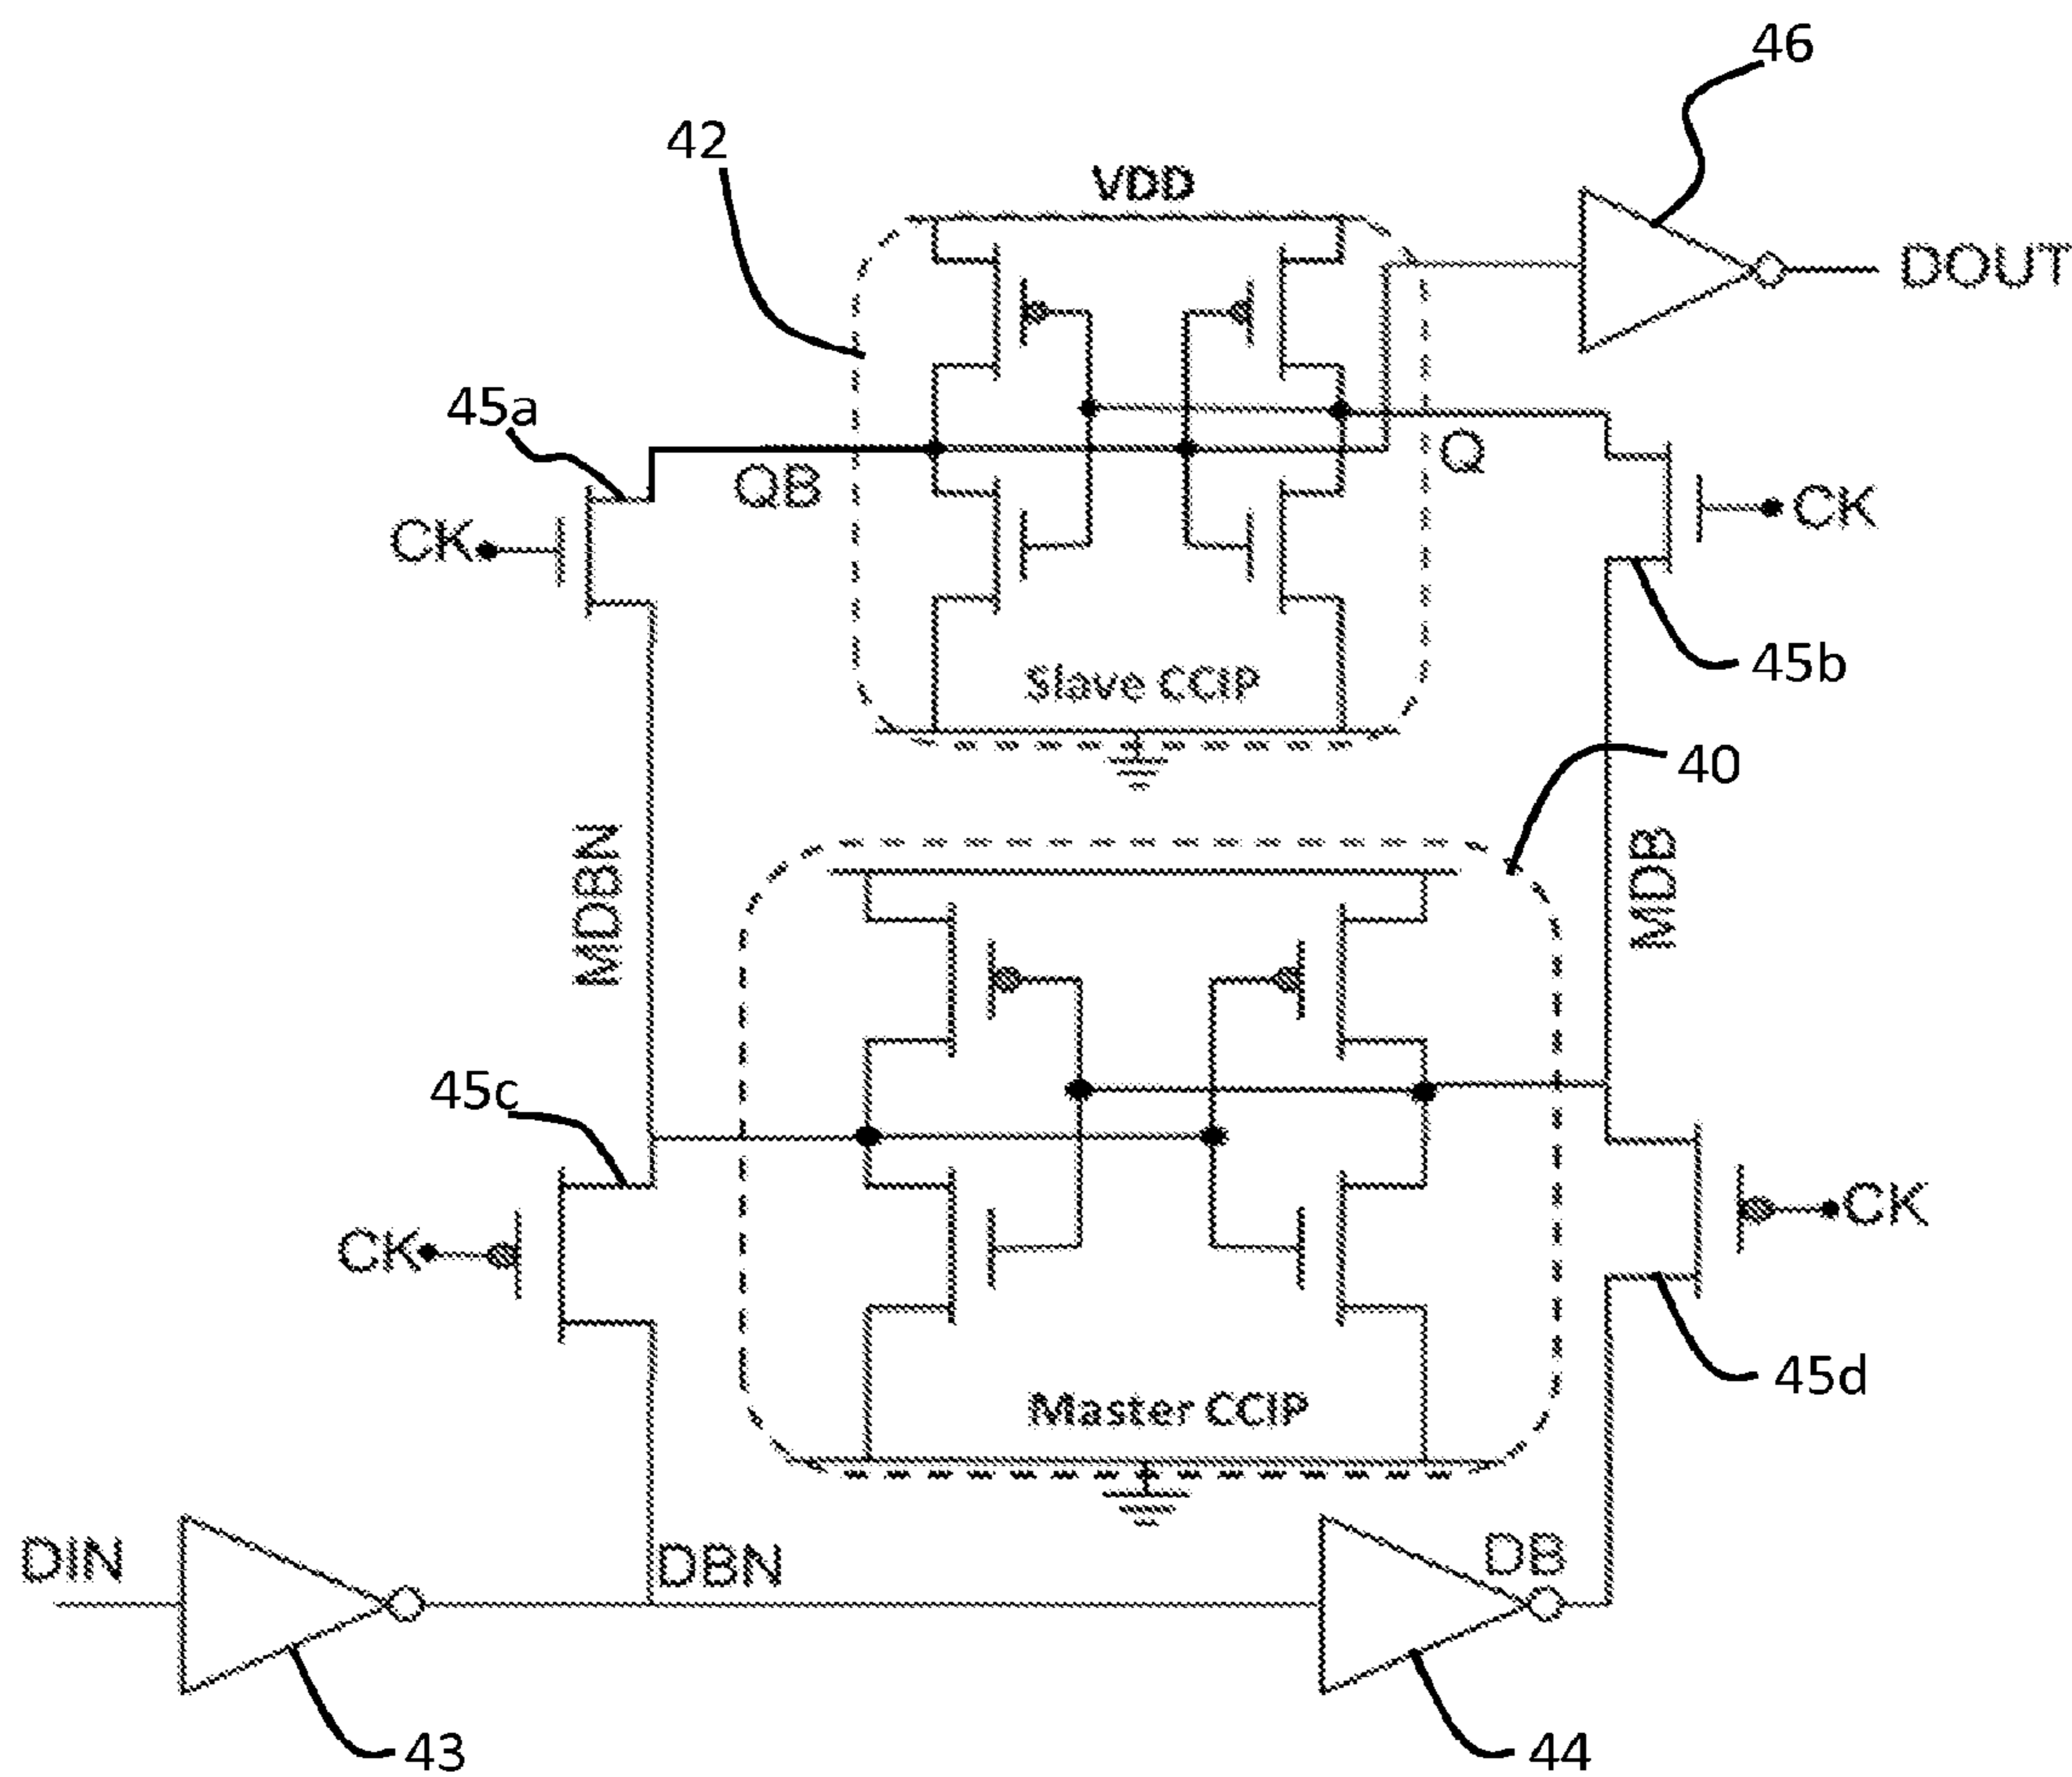 46
42
VDD
DOUT
45a
QB
Q
CK
CK
Slave CCIP
45b
40
MDBN
MDB
45c
CK
CK
45d
Master CCIP
DIN
DBN
DB
43
44